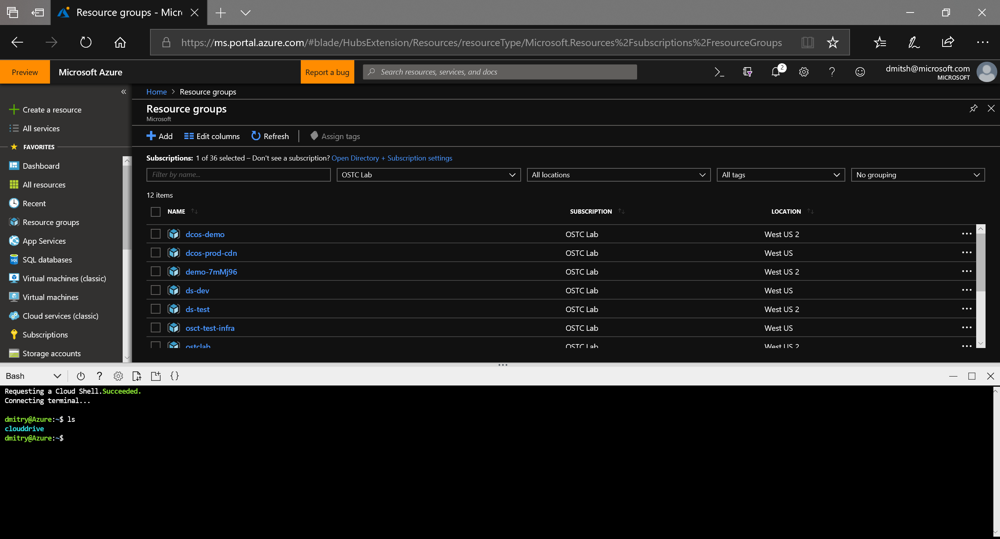 Resource groups - Micr
https://ms.portal.azure.com/#blade/HubsExtension/Resources/resourceType/Microsoft.Resources%2Fsubscriptions%2FresourceGroups
Preview
Microsoft Azure
Report a bug
Search resources, services, and docs
2
dmitsh@microsoft.com
MICROSOFT
Create a resource
All services
FAVORITES
Dashboard
All resources
Recent
Resource groups
App Services
SQL databases
Virtual machines (classic)
Virtual machines
Cloud services (classic)
Subscriptions
Storage accounts
Home > Resource groups
Resource groups
Microsoft
Add Edit columns Refresh Assign tags
Subscriptions: 1 of 36 selected – Don't see a subscription? Open Directory + Subscription settings
Filter by name... OSTC Lab All locations All tags No grouping
12 items
NAME SUBSCRIPTION LOCATION
dcos-demo OSTC Lab West US 2
dcos-prod-cdn OSTC Lab West US
demo-7mMj96 OSTC Lab West US 2
ds-dev OSTC Lab West US
ds-test OSTC Lab West US 2
osct-test-infra OSTC Lab West US
ostclab OSTC Lab West US 2
Bash
Requesting a Cloud Shell.Succeeded.
Connecting terminal...
dmitry@Azure:~$ ls
clouddrive
dmitry@Azure:~$